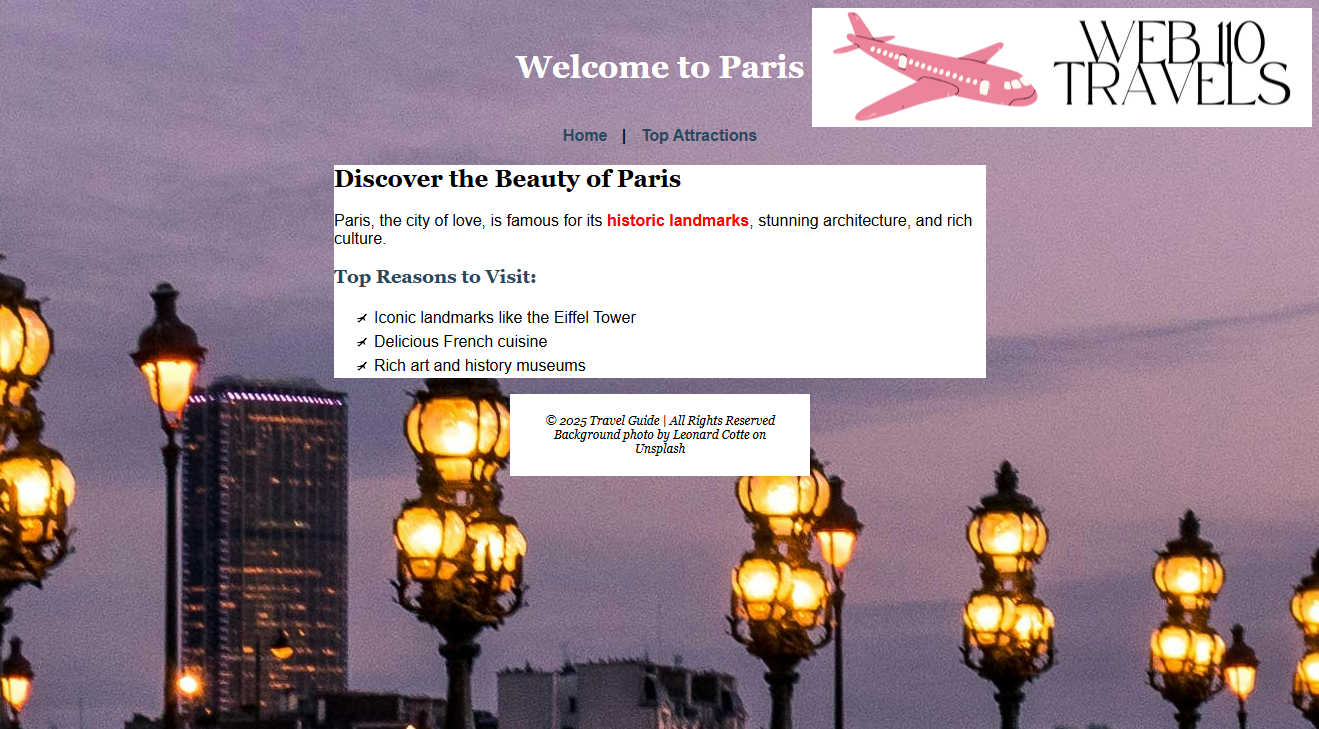 Welcome to Paris
WEB 110
TRAVELS
Home | Top Attractions
Discover the Beauty of Paris
Paris, the city of love, is famous for its historic landmarks, stunning architecture, and rich
culture.
Top Reasons to Visit:
Iconic landmarks like the Eiffel Tower
Delicious French cuisine
Rich art and history museums
© 2025 Travel Guide | All Rights Reserved
Background photo by Leonard Cotte on
Unsplash